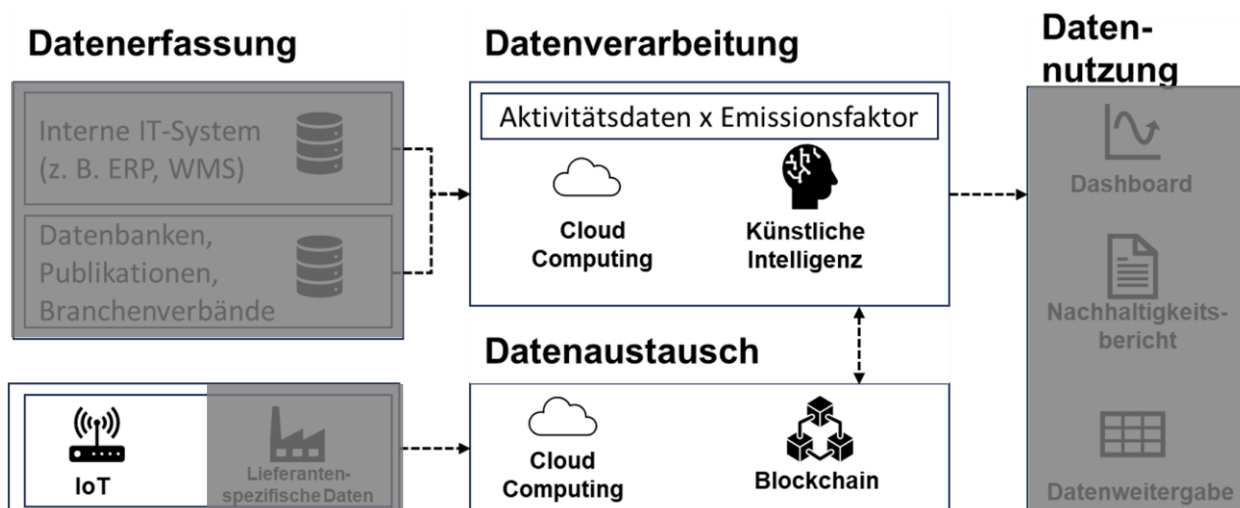 Datenerfassung
Interne IT-System
(z. B. ERP, WMS)
Datenbanken,
Publikationen,
Branchenverbände
IoT
Lieferanten-
spezifische Daten
Datenverarbeitung
Aktivitätsdaten x Emissionsfaktor
Cloud
Computing
Künstliche
Intelligenz
Datenaustausch
Cloud
Computing
Blockchain
Daten-
nutzung
Dashboard
Nachhaltigkeits-
bericht
Datenweitergabe